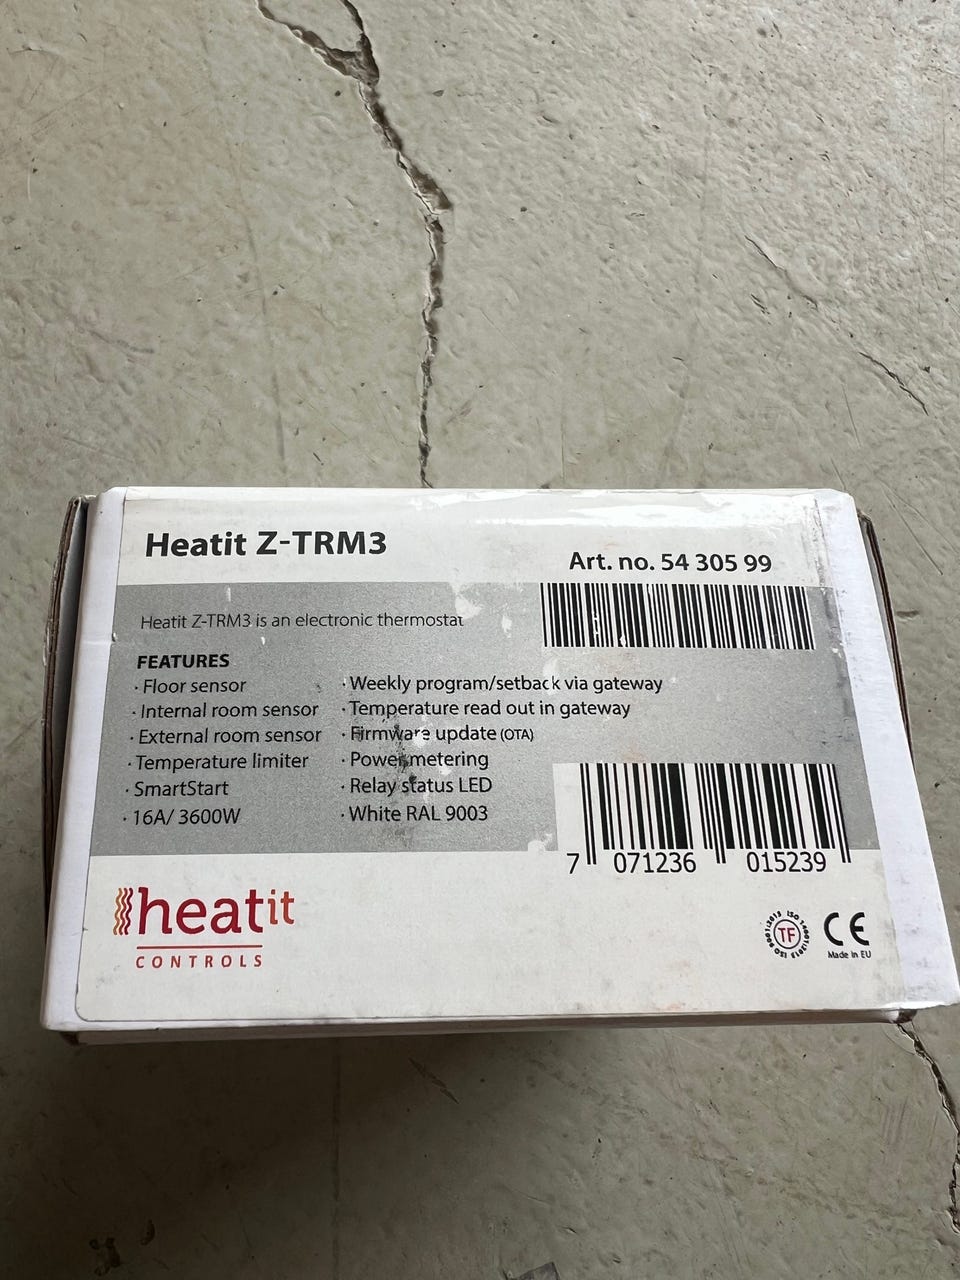 Heatit Z-TRM3
Art. no. 54 305 99
Heatit Z-TRM3 is an electronic thermostat
FEATURES
· Floor sensor
· Internal room sensor
· External room sensor
· Temperature limiter
· SmartStart
· 16A/ 3600W
· Weekly program/setback via gateway
· Temperature read out in gateway
· Firmware update (OTA)
· Power metering
· Relay status LED
· White RAL 9003
7 071236 015239
heatit
CONTROLS
TF
CE
Made in EU